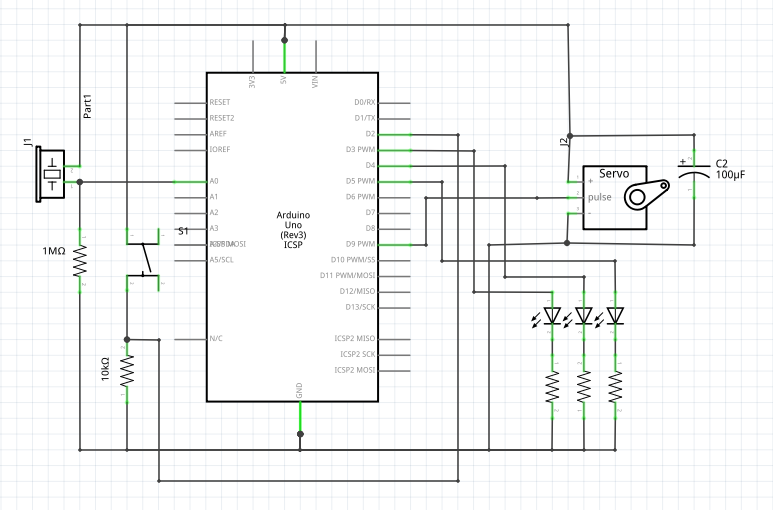 3V3
5V
VIN
Part1
J1
RESET
RESET2
AREF
IOREF
A0
A1
A2
A3
A5/SCL
N/C
S1
1MΩ
10kΩ
Arduino
Uno
(Rev3)
ICSP
D0/RX
D1/TX
D2
D3 PWM
D4
D5 PWM
D6 PWM
D7
D8
D9 PWM
D10 PWM/SS
D11 PWM/MOSI
D12/MISO
D13/SCK
ICSP2 MISO
ICSP2 SCK
ICSP2 MOSI
GND
J2
Servo
+
pulse
-
+
C2
100µF